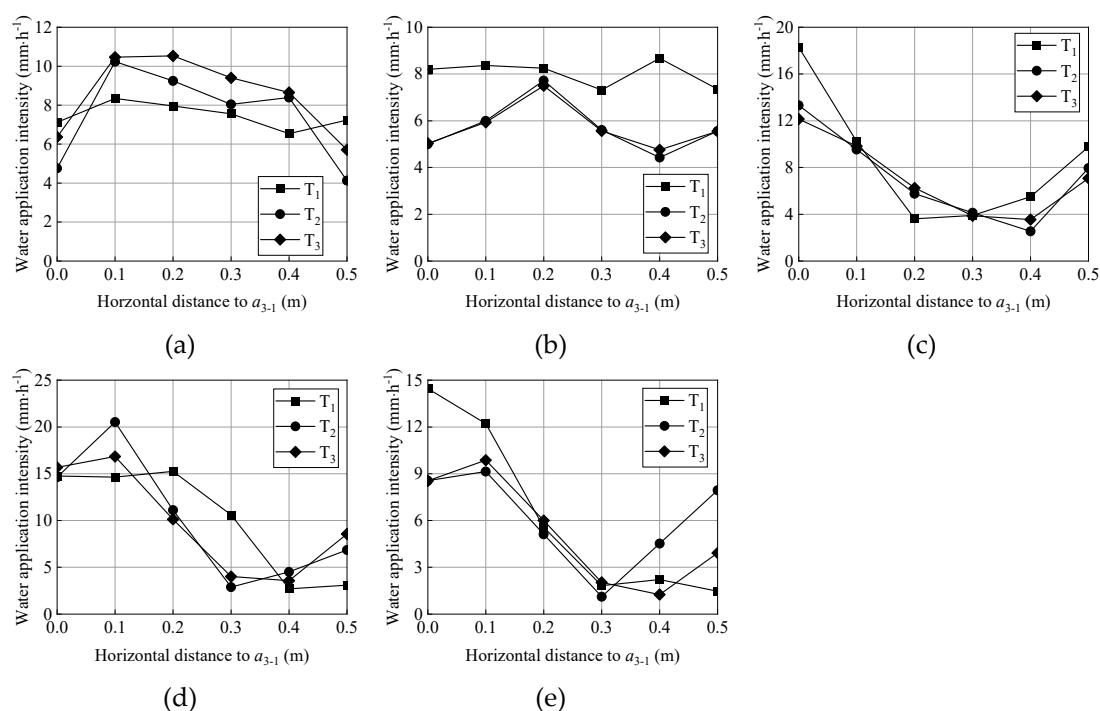 Water application intensity (mm·h⁻¹)
12
10
8
6
4
2
0
0.0 0.1 0.2 0.3 0.4 0.5
T₁
T₂
T₃
Horzontal distance to a₃₋₁ (m)
(a)
Water application intensity (mm·h⁻¹)
10
8
6
4
2
0
0.0 0.1 0.2 0.3 0.4 0.5
T₁
T₂
T₃
Horizontal distance to a₃₋₁ (m)
(b)
Water application intensity (mm·h⁻¹)
20
16
12
8
4
0
0.0 0.1 0.2 0.3 0.4 0.5
T₁
T₂
T₃
Horizontal distance to a₃₋₁ (m)
(c)
Water application intensity (mm·h⁻¹)
25
20
15
10
5
0
0.0 0.1 0.2 0.3 0.4 0.5
T₁
T₂
T₃
Horizontal distance to a₃₋₁ (m)
(d)
Water application intensity (mm·h⁻¹)
15
12
9
6
3
0
0.0 0.1 0.2 0.3 0.4 0.5
T₁
T₂
T₃
Horizontal distance to a₃₋₁ (m)
(e)